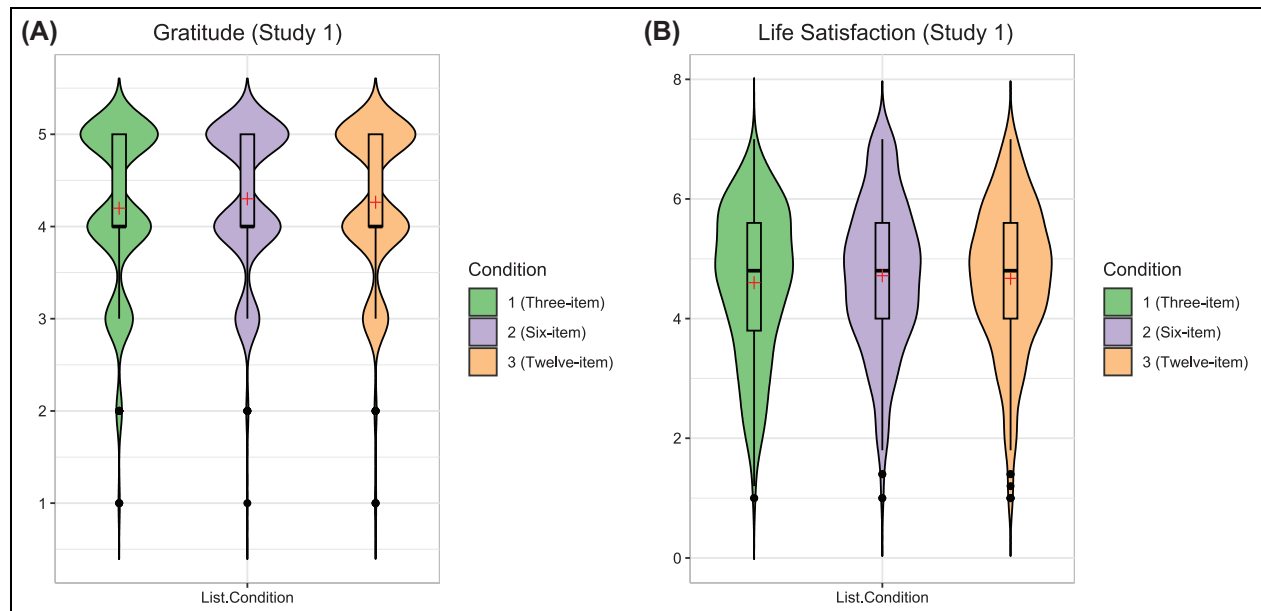 (A) Gratitude (Study 1)
5
4
3
2
1
List.Condition
Condition
1 (Three-item)
2 (Six-item)
3 (Twelve-item)
(B) Life Satisfaction (Study 1)
8
6
4
2
0
List.Condition
Condition
1 (Three-item)
2 (Six-item)
3 (Twelve-item)